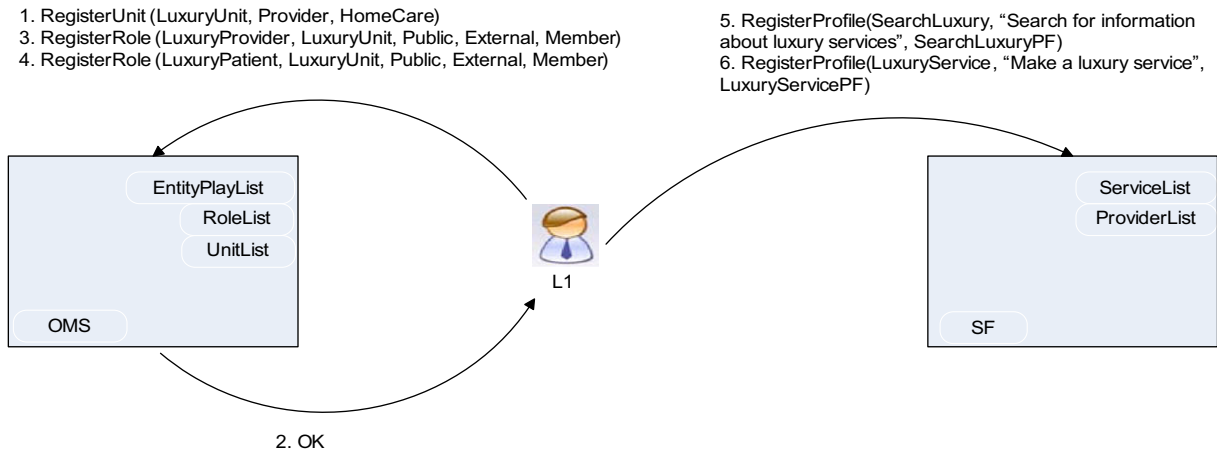 1. RegisterUnit (LuxuryUnit, Provider, HomeCare)
3. RegisterRole (LuxuryProvider, LuxuryUnit, Public, External, Member)
4. RegisterRole (LuxuryPatient, LuxuryUnit, Public, External, Member)
5. RegisterProfile(SearchLuxury, “Search for information
about luxury services”, SearchLuxuryPF)
6. RegisterProfile(LuxuryService, “Make a luxury service”,
LuxuryServicePF)
EntityPlayList
RoleList
UnitList
OMS
L1
ServiceList
ProviderList
SF
2. OK